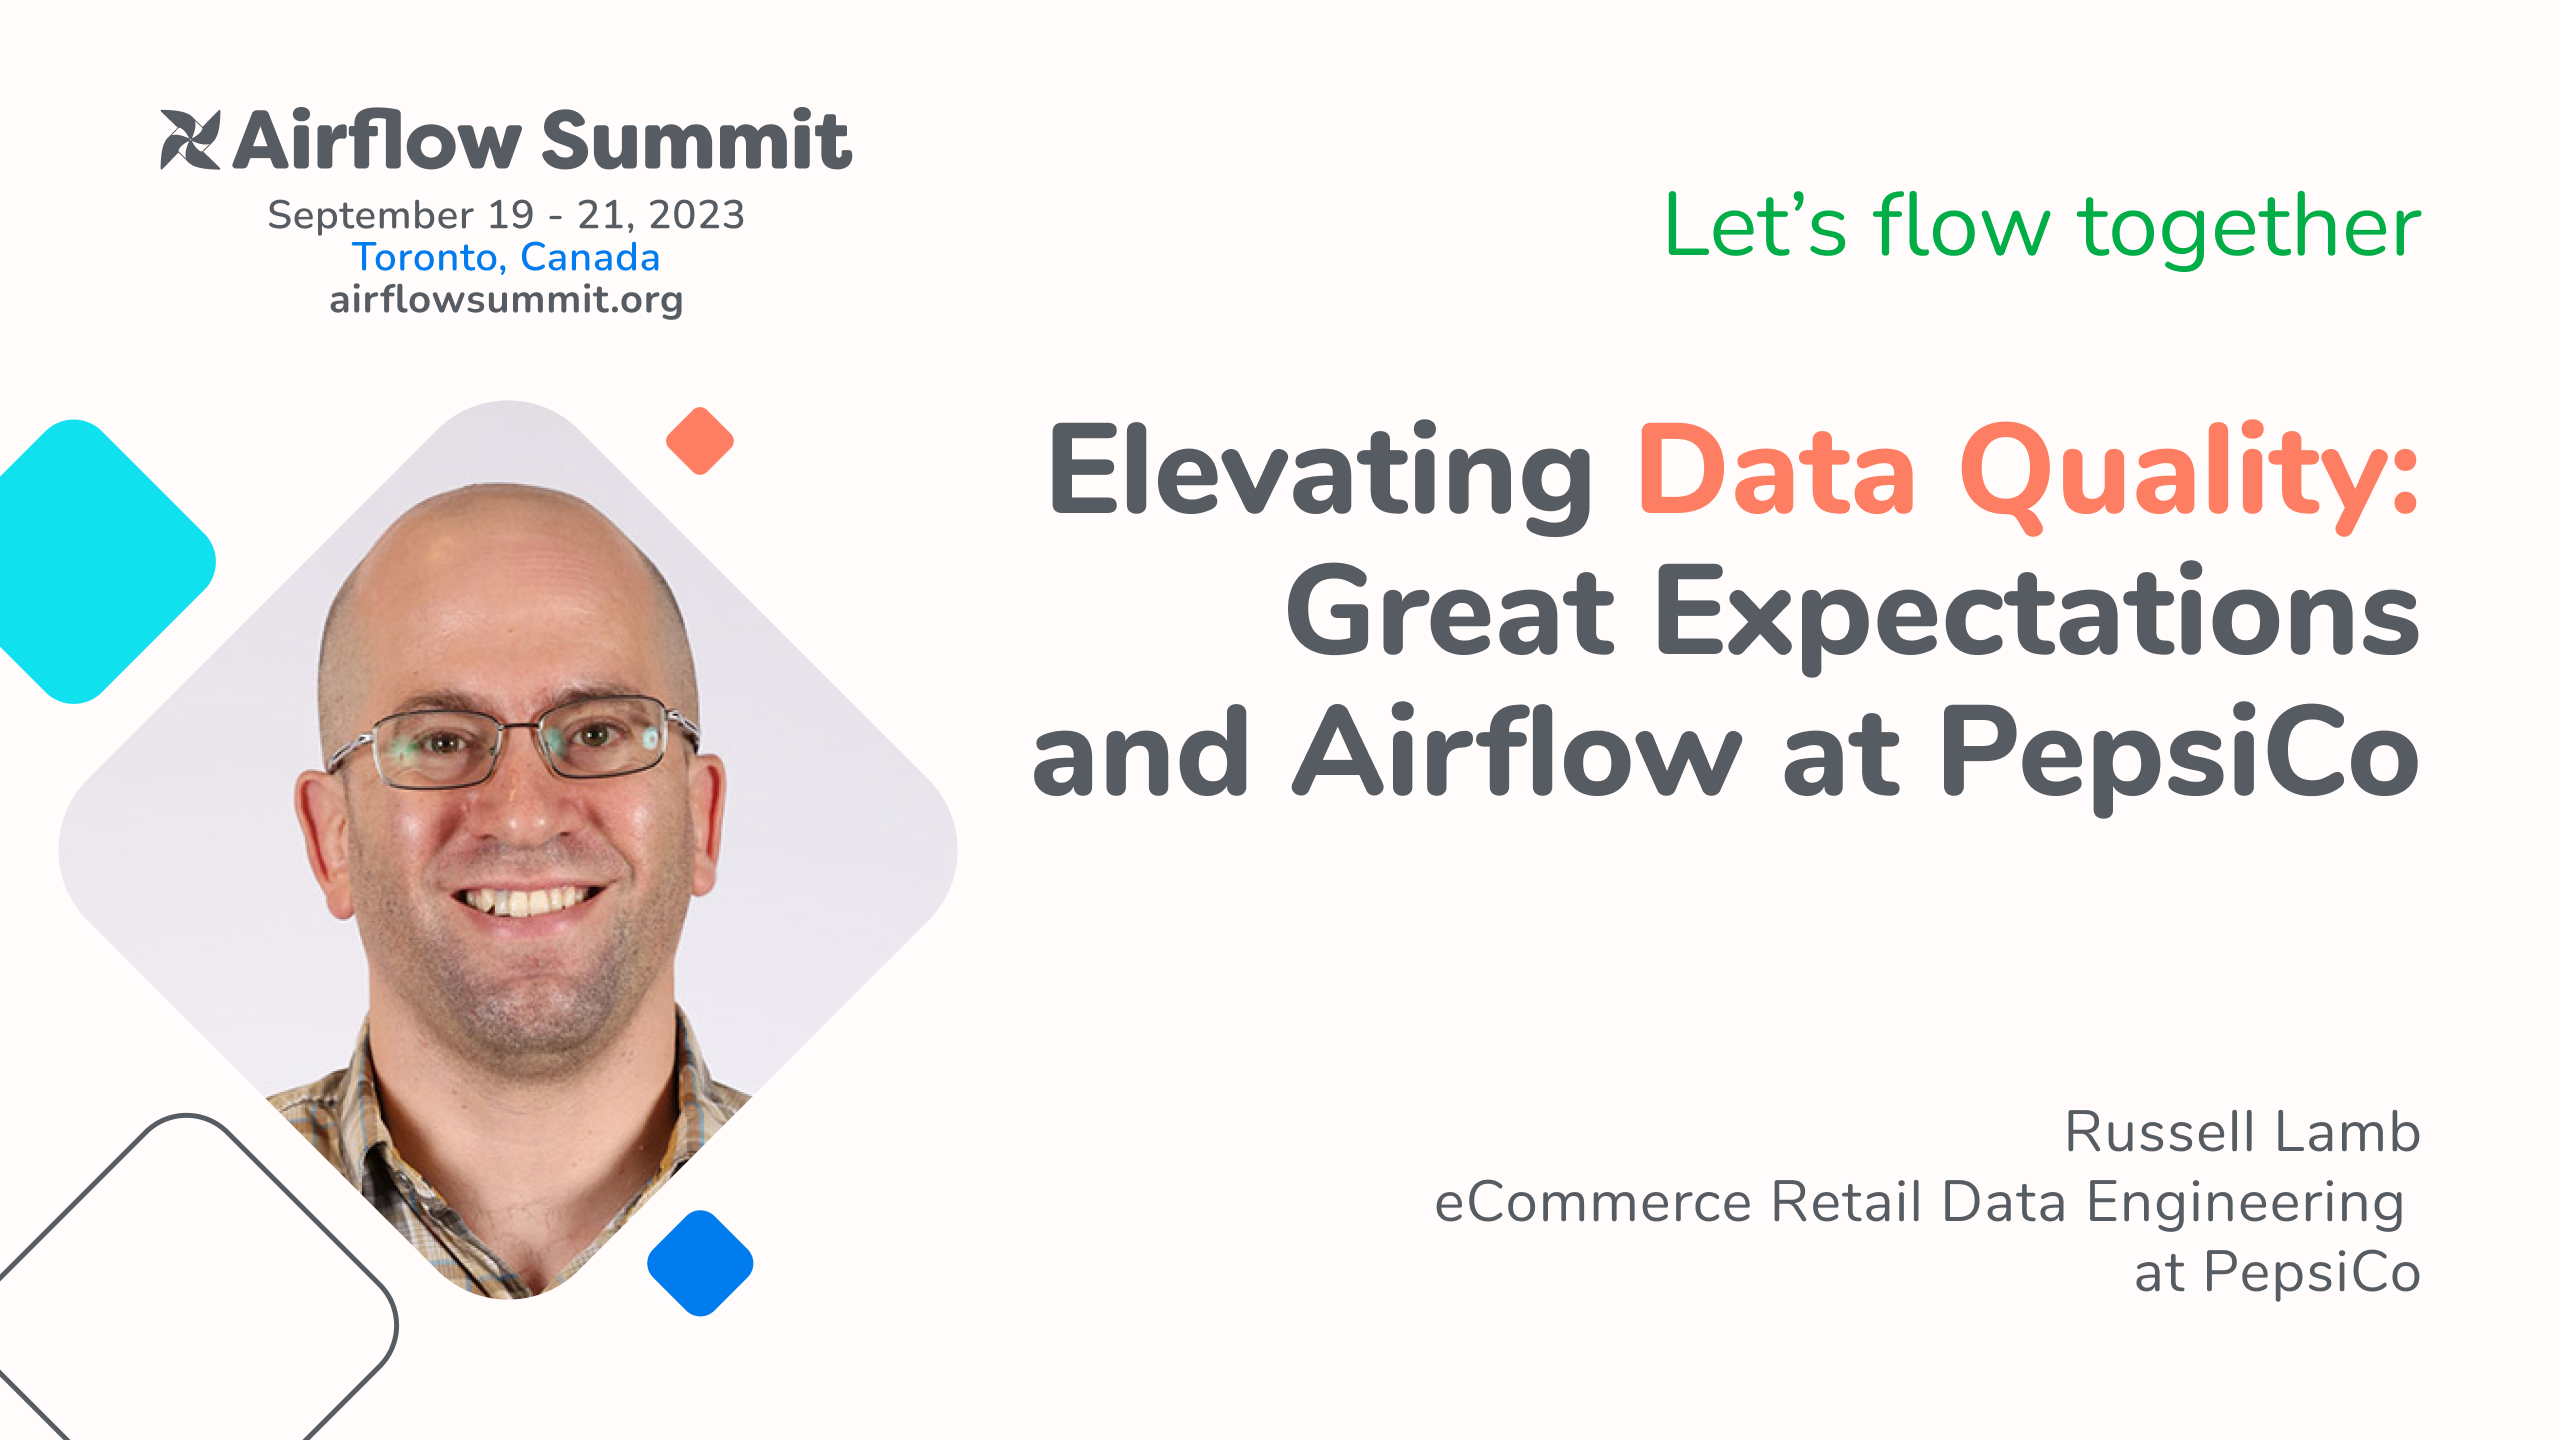 Airflow Summit
September 19 - 21, 2023
Toronto, Canada
airflowsummit.org
Let’s flow together
Elevating Data Quality:
Great Expectations
and Airflow at PepsiCo
Russell Lamb
eCommerce Retail Data Engineering
at PepsiCo